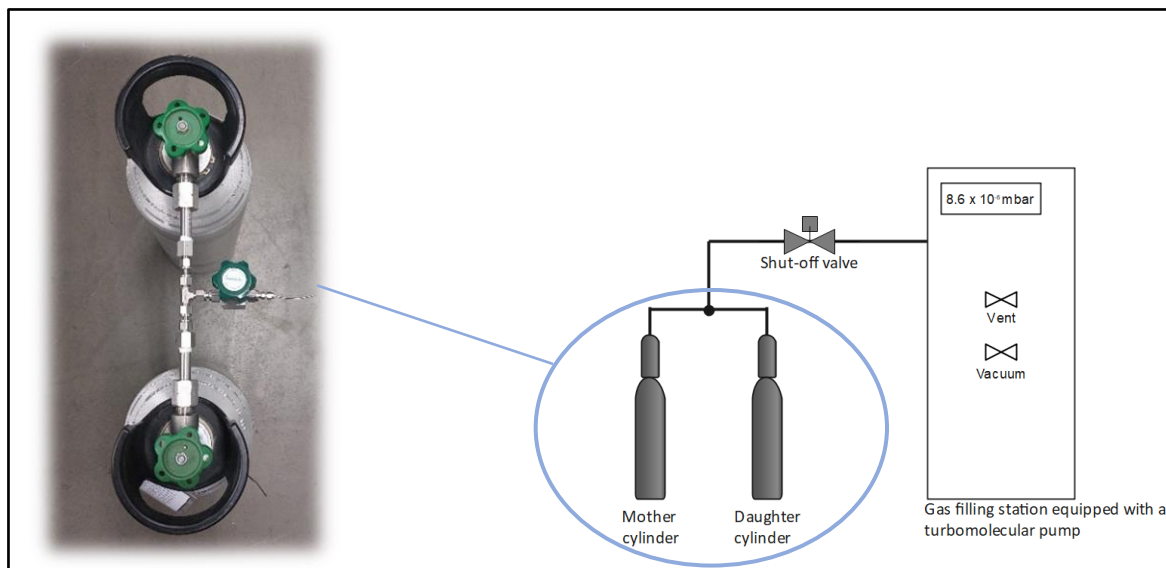 8.6 x 10⁻⁶ mbar
Shut-off valve
Vent
Vacuum
Mother
cylinder
Daughter
cylinder
Gas filling station equipped with a
turbomolecular pump